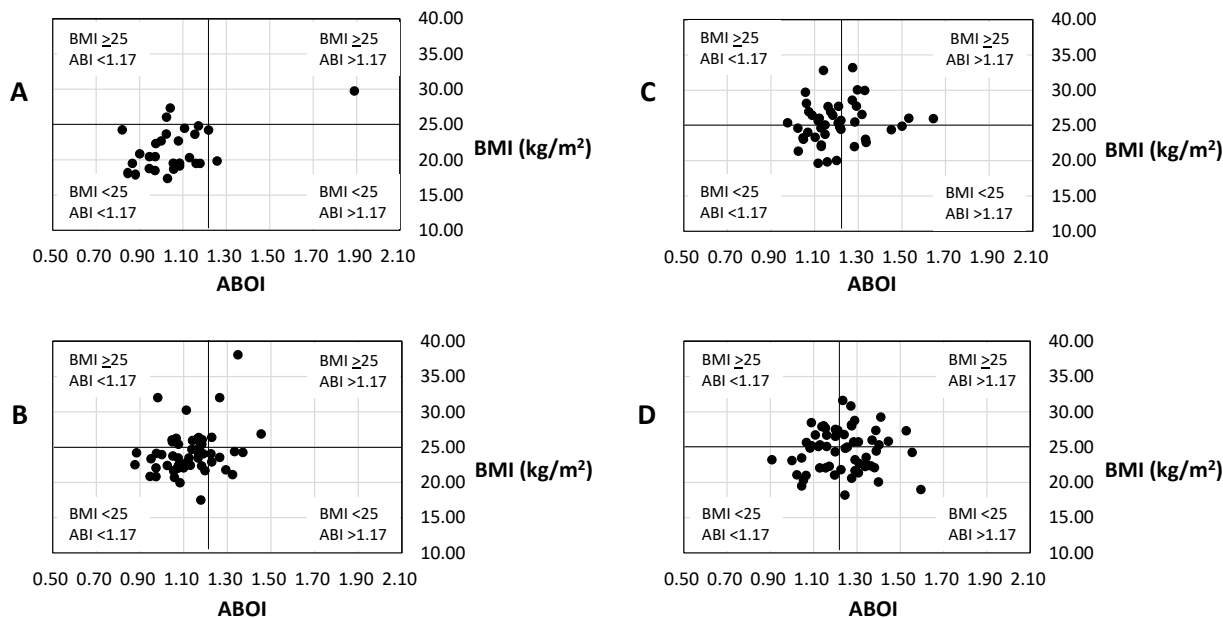 A
BMI ≥25
ABI <1.17
BMI ≥25
ABI >1.17
BMI <25
ABI <1.17
BMI <25
ABI >1.17
40.00
35.00
30.00
25.00
20.00
15.00
10.00
BMI (kg/m²)
0.50 0.70 0.90 1.10 1.30 1.50 1.70 1.90 2.10
ABOI
C
BMI ≥25
ABI <1.17
BMI ≥25
ABI >1.17
BMI <25
ABI <1.17
BMI <25
ABI >1.17
40.00
35.00
30.00
25.00
20.00
15.00
10.00
BMI (kg/m²)
0.50 0.70 0.90 1.10 1.30 1.50 1.70 1.90 2.10
ABOI
B
BMI ≥25
ABI <1.17
BMI ≥25
ABI >1.17
BMI <25
ABI <1.17
BMI <25
ABI >1.17
40.00
35.00
30.00
25.00
20.00
15.00
10.00
BMI (kg/m²)
0.50 0.70 0.90 1.10 1.30 1.50 1.70 1.90 2.10
ABOI
D
BMI ≥25
ABI <1.17
BMI ≥25
ABI >1.17
BMI <25
ABI <1.17
BMI <25
ABI >1.17
40.00
35.00
30.00
25.00
20.00
15.00
10.00
BMI (kg/m²)
0.50 0.70 0.90 1.10 1.30 1.50 1.70 1.90 2.10
ABOI